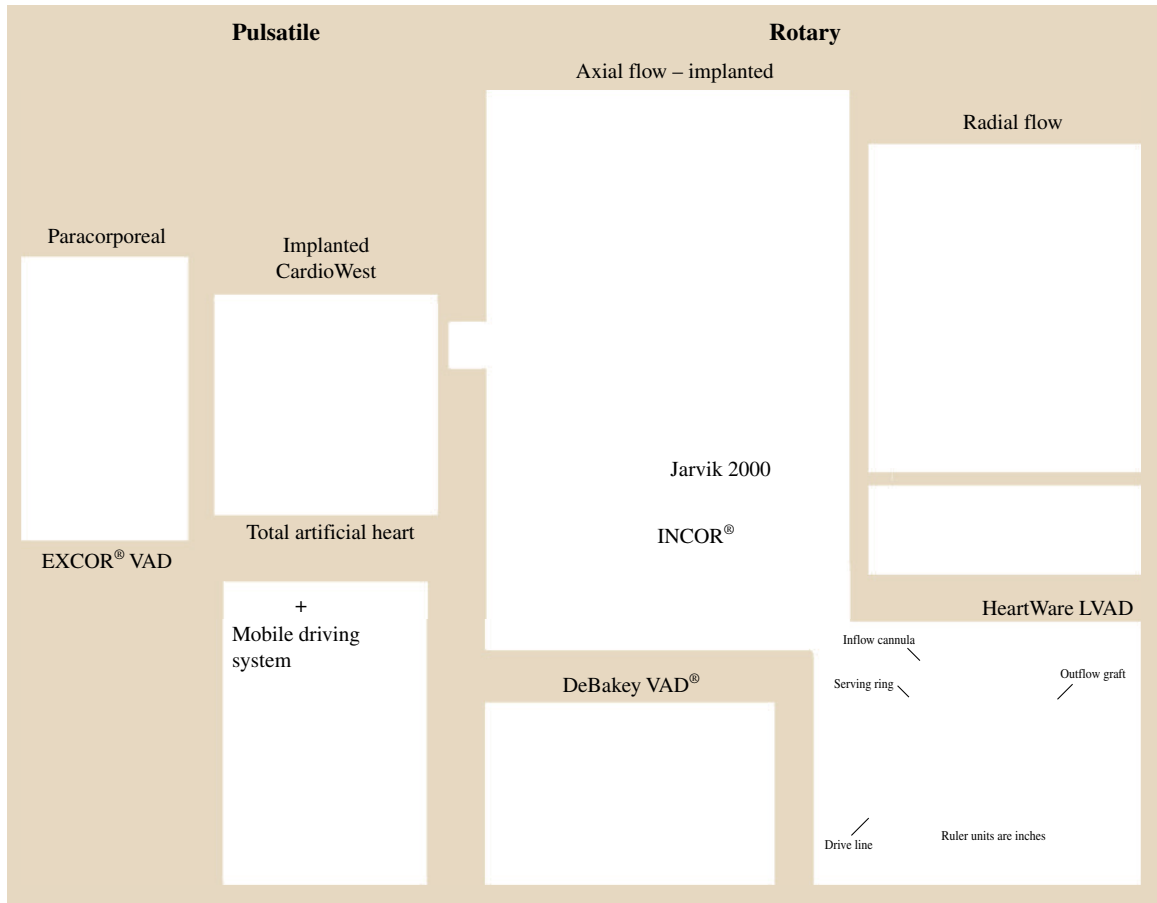 Pulsatile
Rotary
Axial flow – implanted
Radial flow
Paracorporeal
Implanted
CardioWest
Jarvik 2000
Total artificial heart
INCOR®
EXCOR® VAD
+
Mobile driving
system
HeartWare LVAD
Inflow cannula
Serving ring
Outflow graft
DeBakey VAD®
Drive line
Ruler units are inches